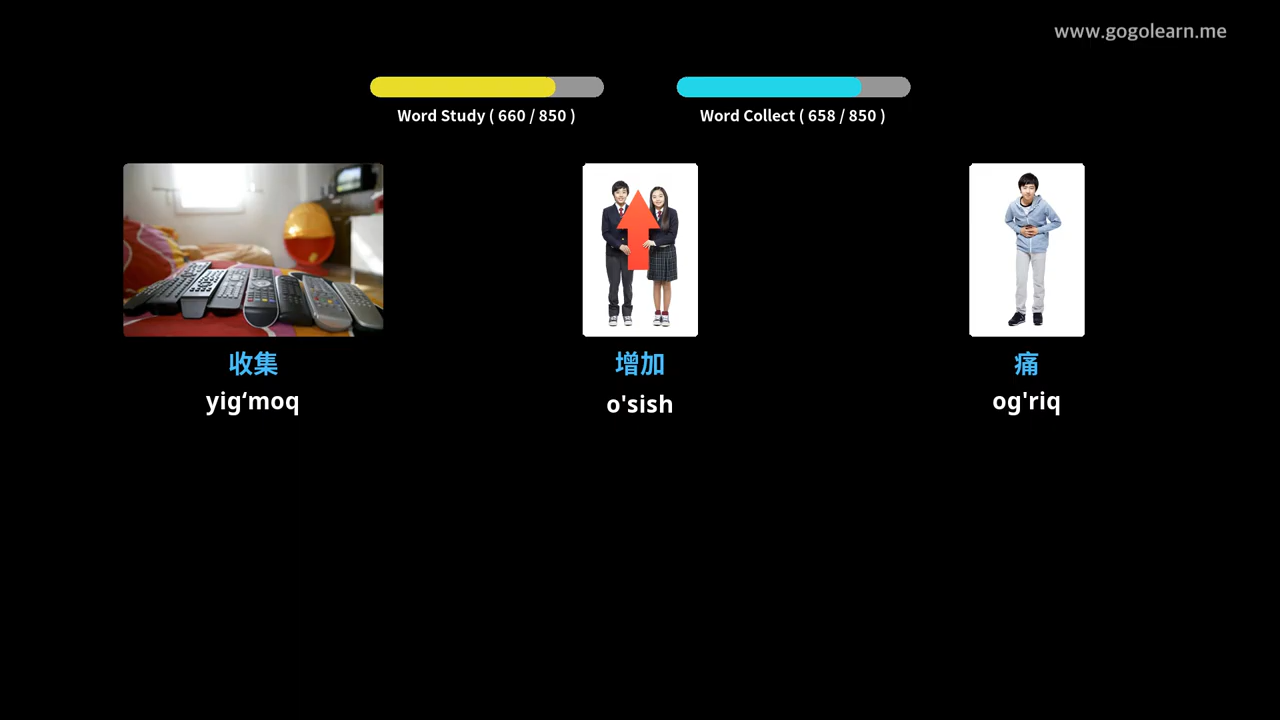 www.gogolearn.me
Word Study ( 660 / 850 )
Word Collect ( 658 / 850 )
收集
yig‘moq
增加
o'sish
痛
og'riq